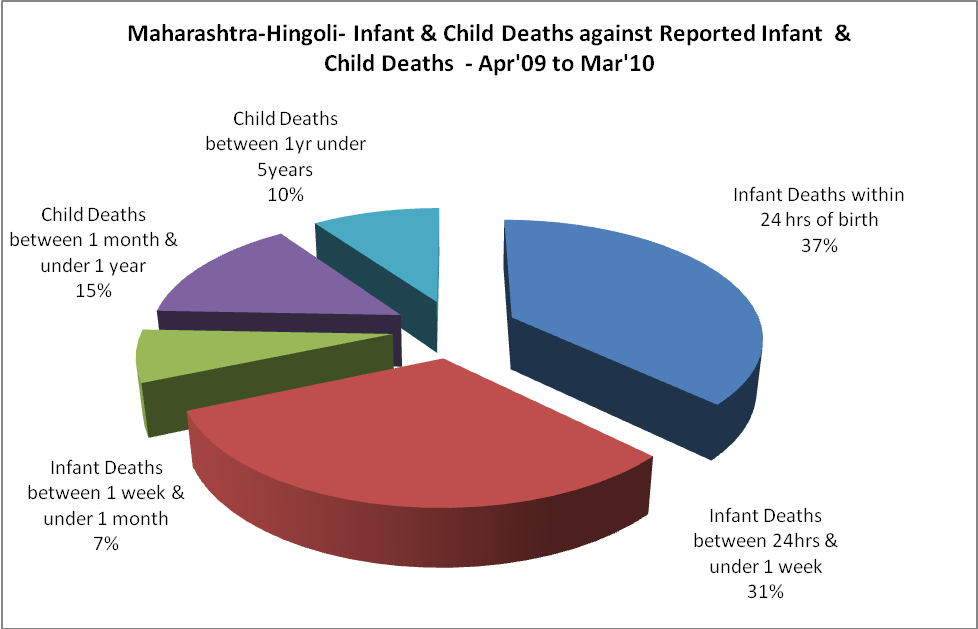 Maharashtra-Hingoli- Infant & Child Deaths against Reported Infant &
Child Deaths - Apr'09 to Mar'10
Child Deaths
between 1yr under
5years
10%
Infant Deaths within
24 hrs of birth
37%
Child Deaths
between 1 month &
under 1 year
15%
Infant Deaths
between 1 week &
under 1 month
7%
Infant Deaths
between 24hrs &
under 1 week
31%